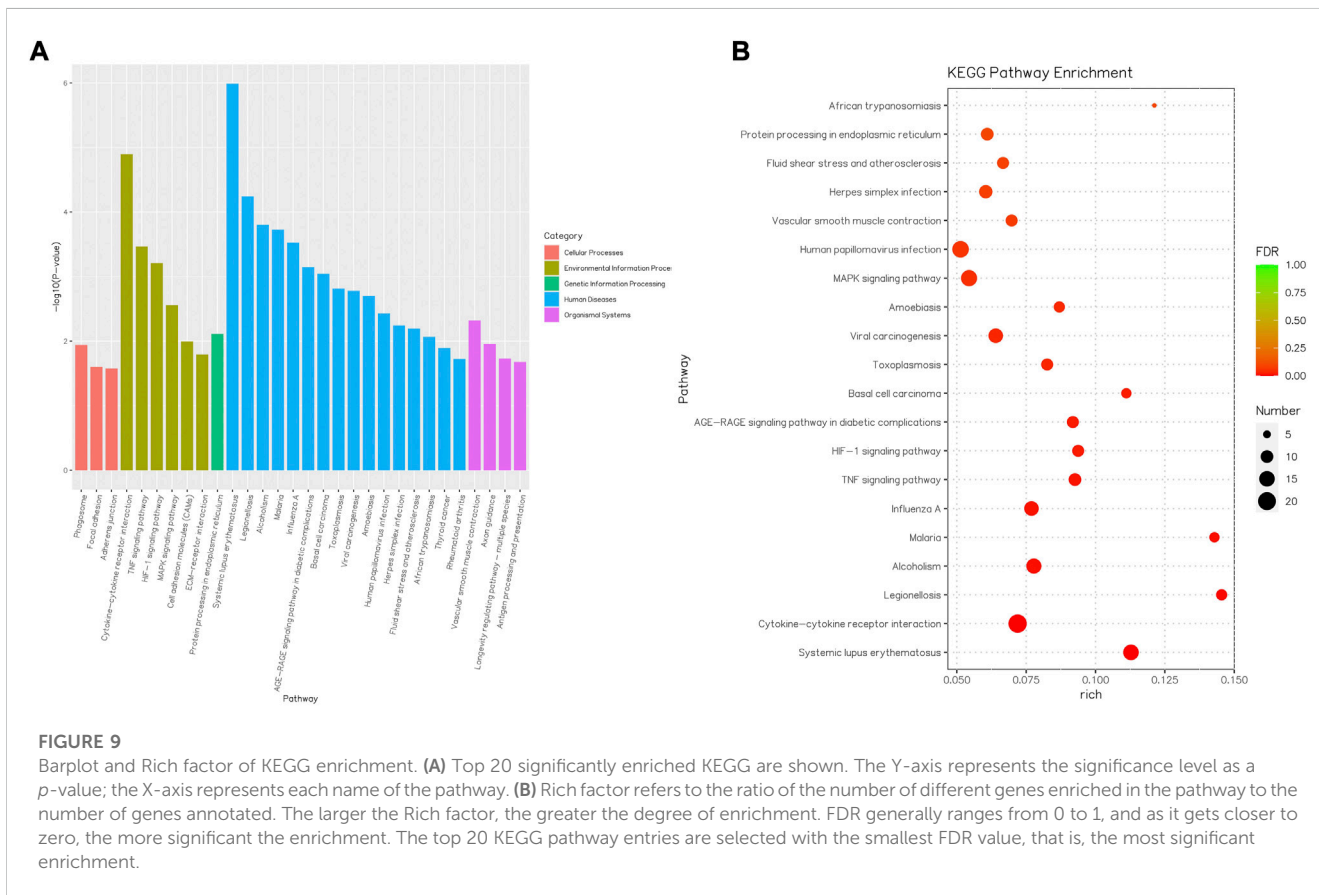 A
6
4
2
0
-log10(P-value)
Phagosome
Focal adhesion
Adherens junction
Cytokine-cytokine receptor interaction
TNF signaling pathway
HIF-1 signaling pathway
MAPK signaling pathway
Cell adhesion molecules (CAMs)
ECM-receptor interaction
Protein processing in endoplasmic reticulum
Systemic lupus erythematosus
Legionellosis
Alcoholism
Malaria
Influenza A
AGE-RAGE signaling pathway in diabetic complications
Basal cell carcinoma
Toxoplasmosis
Viral carcinogenesis
Amoebiasis
Human papillomavirus infection
Herpes simplex infection
Fluid shear stress and atherosclerosis
African trypanosomiasis
Thyroid cancer
Rheumatoid arthritis
Vascular smooth muscle contraction
Axon guidance
Longevity regulating pathway - multiple species
Antigen processing and presentation
Pathway
Category
Cellular Processes
Environmental Information Proce
Genetic Information Processing
Human Diseases
Organismal Systems
B
KEGG Pathway Enrichment
Pathway
African trypanosomiasis
Protein processing in endoplasmic reticulum
Fluid shear stress and atherosclerosis
Herpes simplex infection
Vascular smooth muscle contraction
Human papillomavirus infection
MAPK signaling pathway
Amoebiasis
Viral carcinogenesis
Toxoplasmosis
Basal cell carcinoma
AGE-RAGE signaling pathway in diabetic complications
HIF-1 signaling pathway
TNF signaling pathway
Influenza A
Malaria
Alcoholism
Legionellosis
Cytokine-cytokine receptor interaction
Systemic lupus erythematosus
0.050 0.075 0.100 0.125 0.150
rich
FDR
1.00
0.75
0.50
0.25
0.00
Number
5
10
15
20
FIGURE 9
Barplot and Rich factor of KEGG enrichment. (A) Top 20 significantly enriched KEGG are shown. The Y-axis represents the significance level as a
p-value; the X-axis represents each name of the pathway. (B) Rich factor refers to the ratio of the number of different genes enriched in the pathway to the
number of genes annotated. The larger the Rich factor, the greater the degree of enrichment. FDR generally ranges from 0 to 1, and as it gets closer to
zero, the more significant the enrichment. The top 20 KEGG pathway entries are selected with the smallest FDR value, that is, the most significant
enrichment.